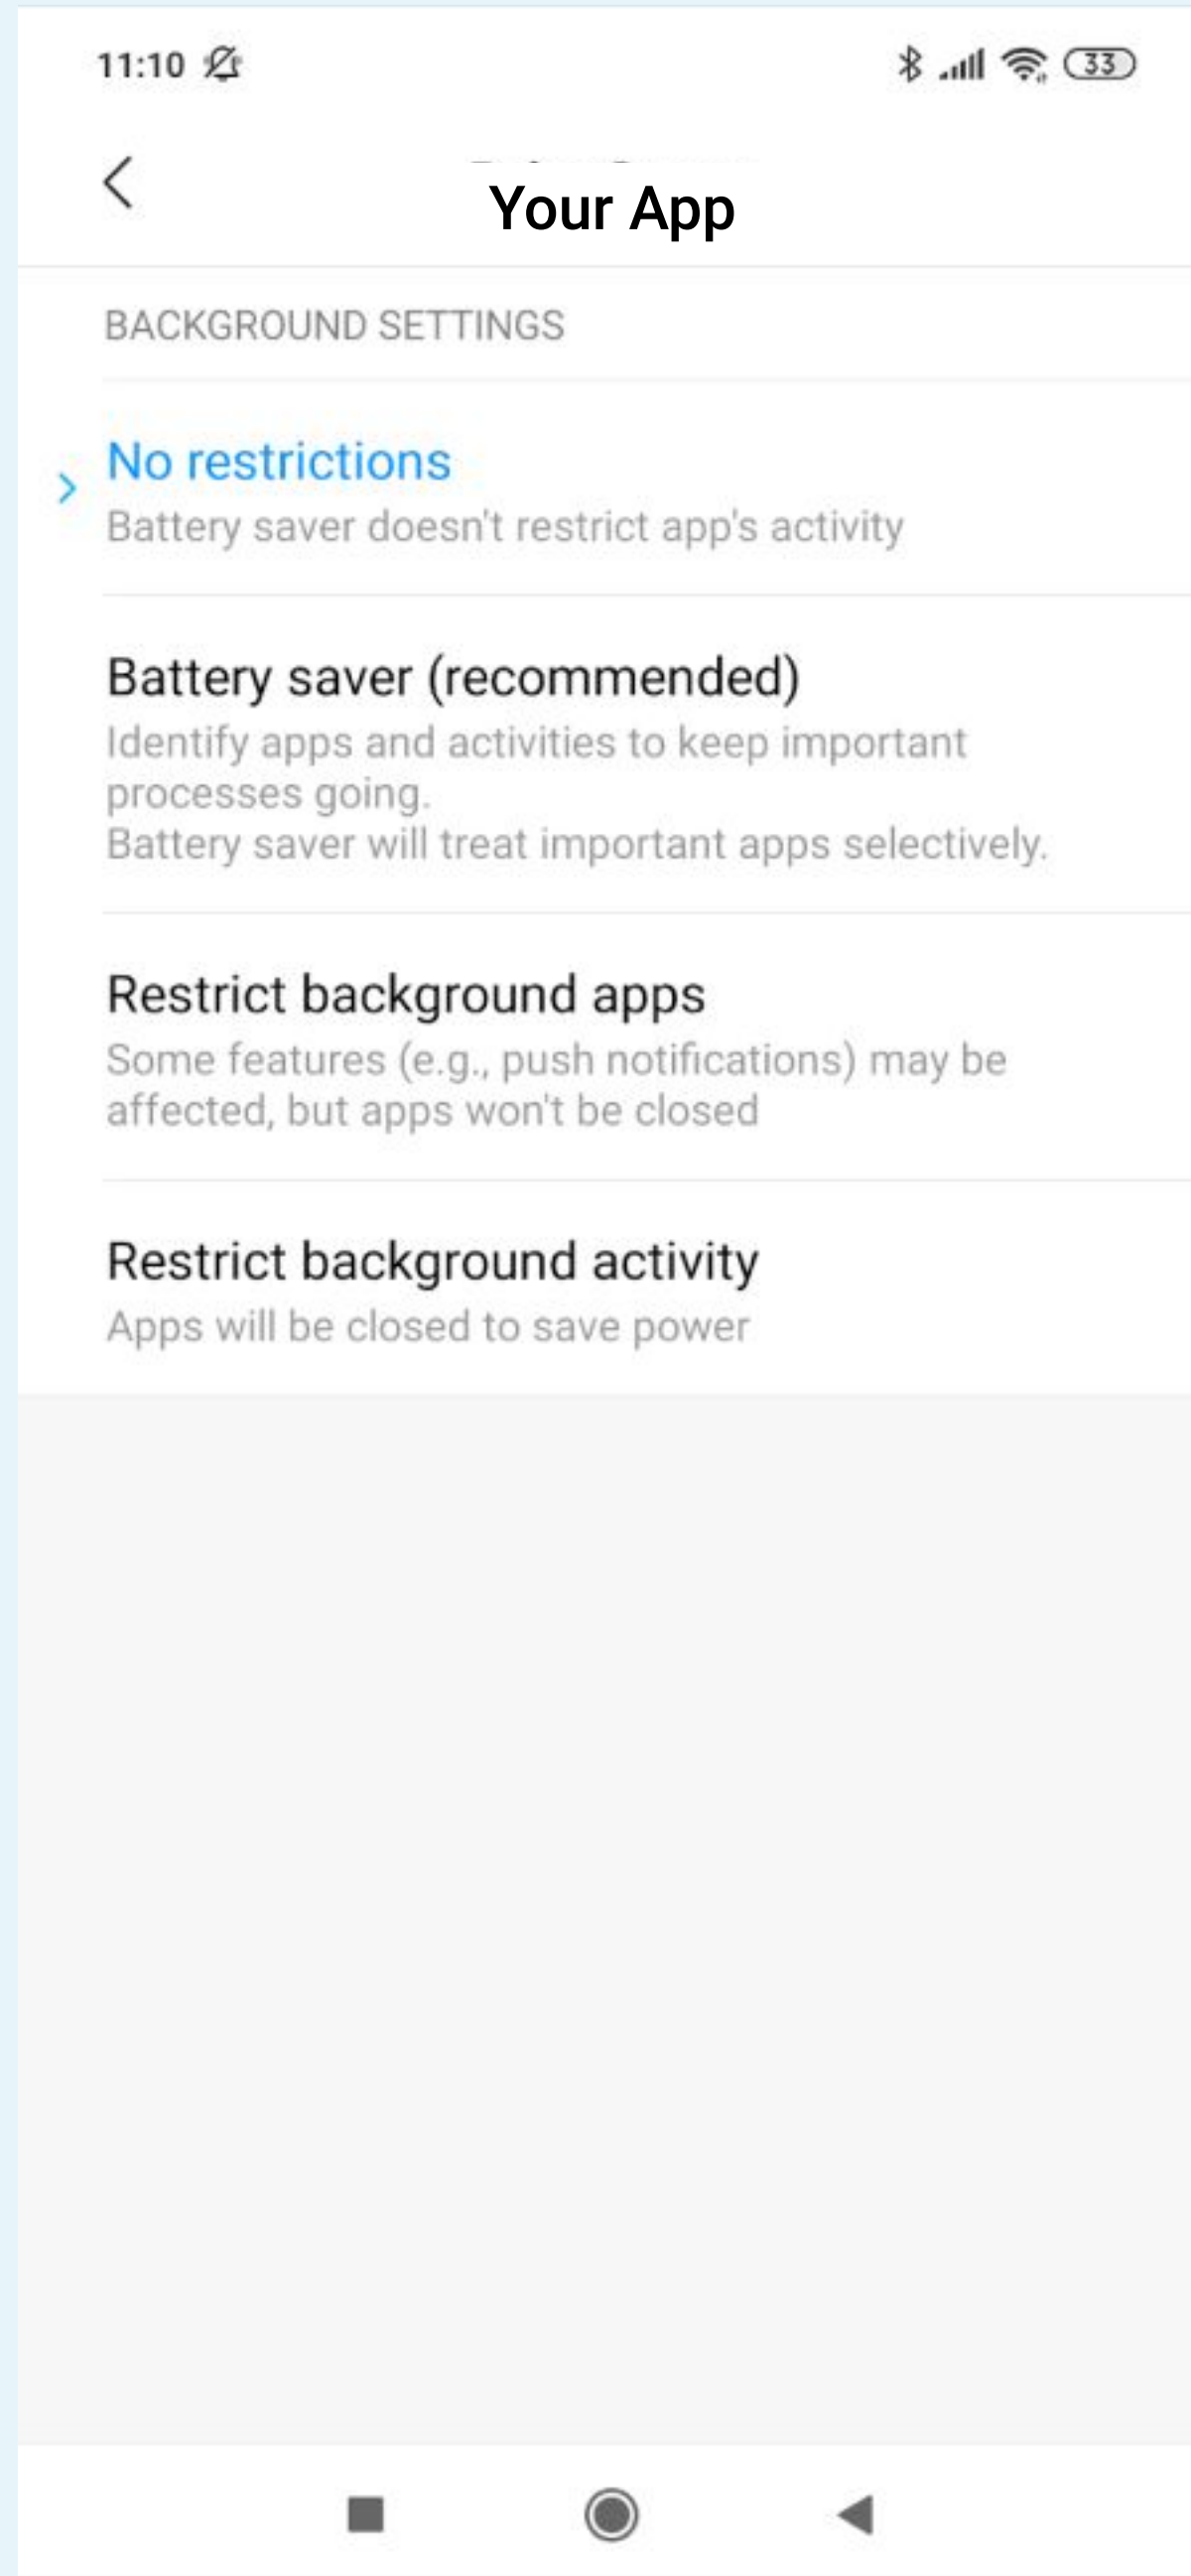 11:10
33
Your App
BACKGROUND SETTINGS
No restrictions
Battery saver doesn't restrict app's activity
Battery saver (recommended)
Identify apps and activities to keep important
processes going.
Battery saver will treat important apps selectively.
Restrict background apps
Some features (e.g., push notifications) may be
affected, but apps won't be closed
Restrict background activity
Apps will be closed to save power